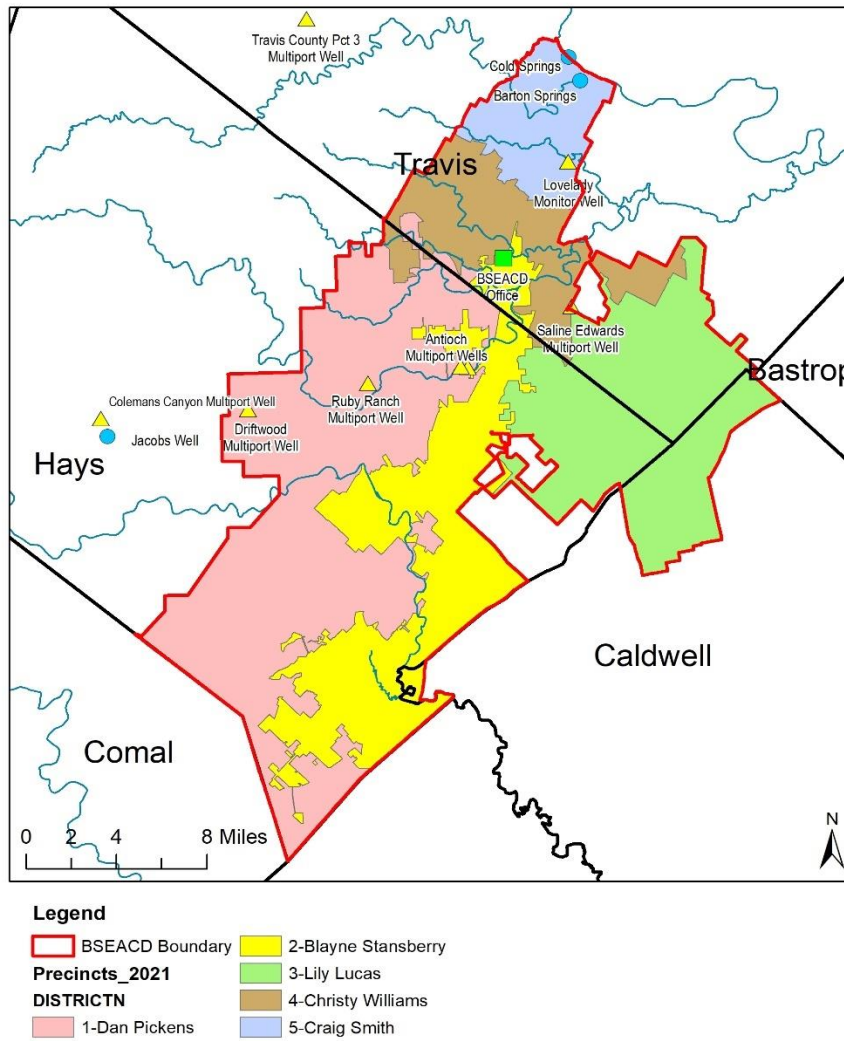 Travis County Pct 3
Multiport Well
Cold Springs
Barton Springs
Travis
Lovelady
Monitor Well
BSEACD
Office
Saline Edwards
Multiport Well
Antioch
Multiport Wells
Bastrop
Ruby Ranch
Multiport Well
Colemans Canyon Multiport Well
Driftwood
Multiport Well
Jacobs Well
Hays
Caldwell
Comal
0 2 4 8 Miles
N
Legend
BSEACD Boundary
Precincts_2021
DISTRICTN
1-Dan Pickens
2-Blayne Stansberry
3-Lily Lucas
4-Christy Williams
5-Craig Smith